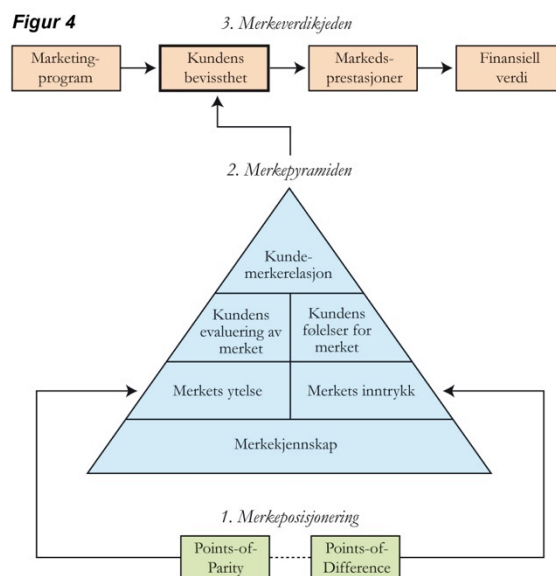 Figur 4
3. Merkeverdikjeden
Marketing-
program
Kundens
bevissthet
Markeds-
prestasjoner
Finansiell
verdi
2. Merkepyramiden
Kunde-
merkerelasjon
Kundens
evaluering av
merket
Kundens
følelser for
merket
Merkets ytelse
Merkets inntrykk
Merkekjennskap
1. Merkeposisjonering
Points-of-
Parity
Points-of-
Difference